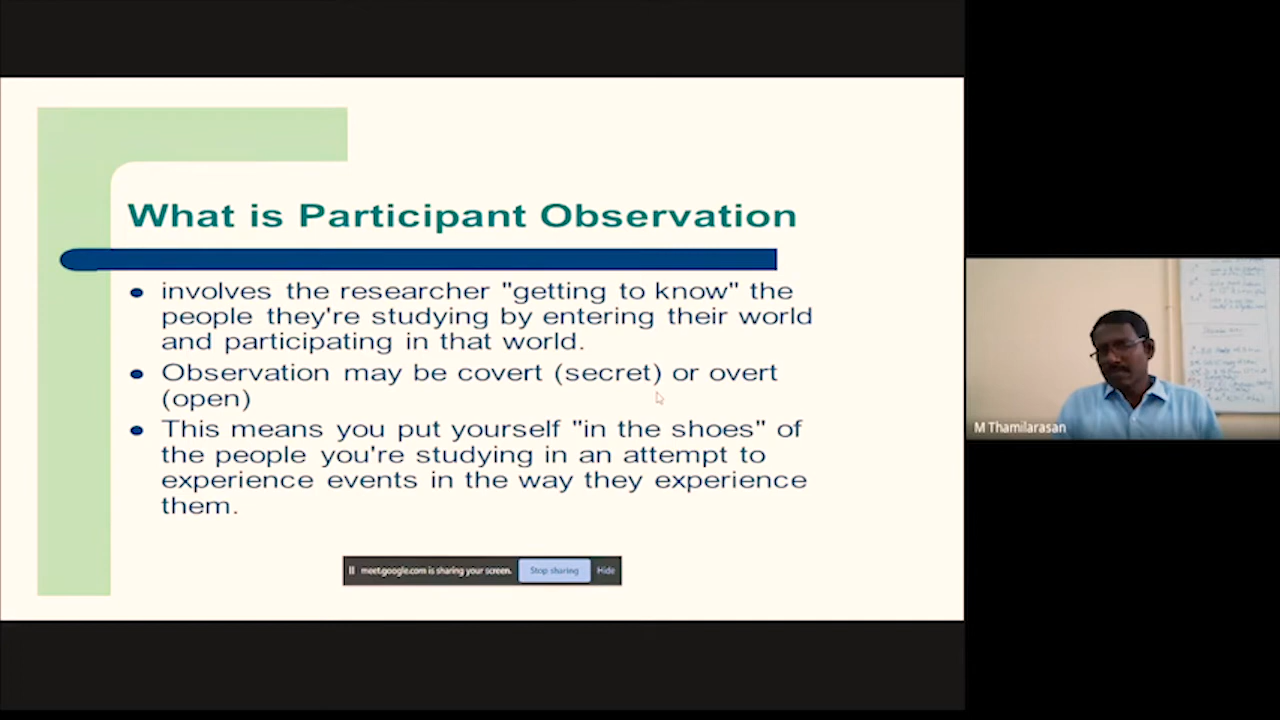 What is Participant Observation
involves the researcher "getting to know" the
people they're studying by entering their world
and participating in that world.
Observation may be covert (secret) or overt
(open)
This means you put yourself "in the shoes" of
the people you're studying in an attempt to
experience events in the way they experience
them.
meet.google.com is sharing your screen.
Stop sharing
Hide
M Thamilarasan